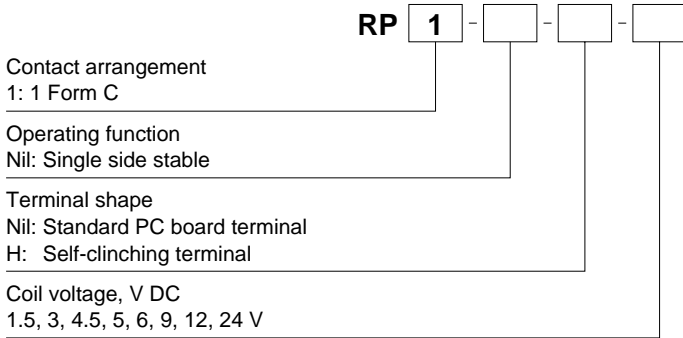 RP 1 - - -
Contact arrangement
1: 1 Form C
Operating function
Nil: Single side stable
Terminal shape
Nil: Standard PC board terminal
H: Self-clinching terminal
Coil voltage, V DC
1.5, 3, 4.5, 5, 6, 9, 12, 24 V